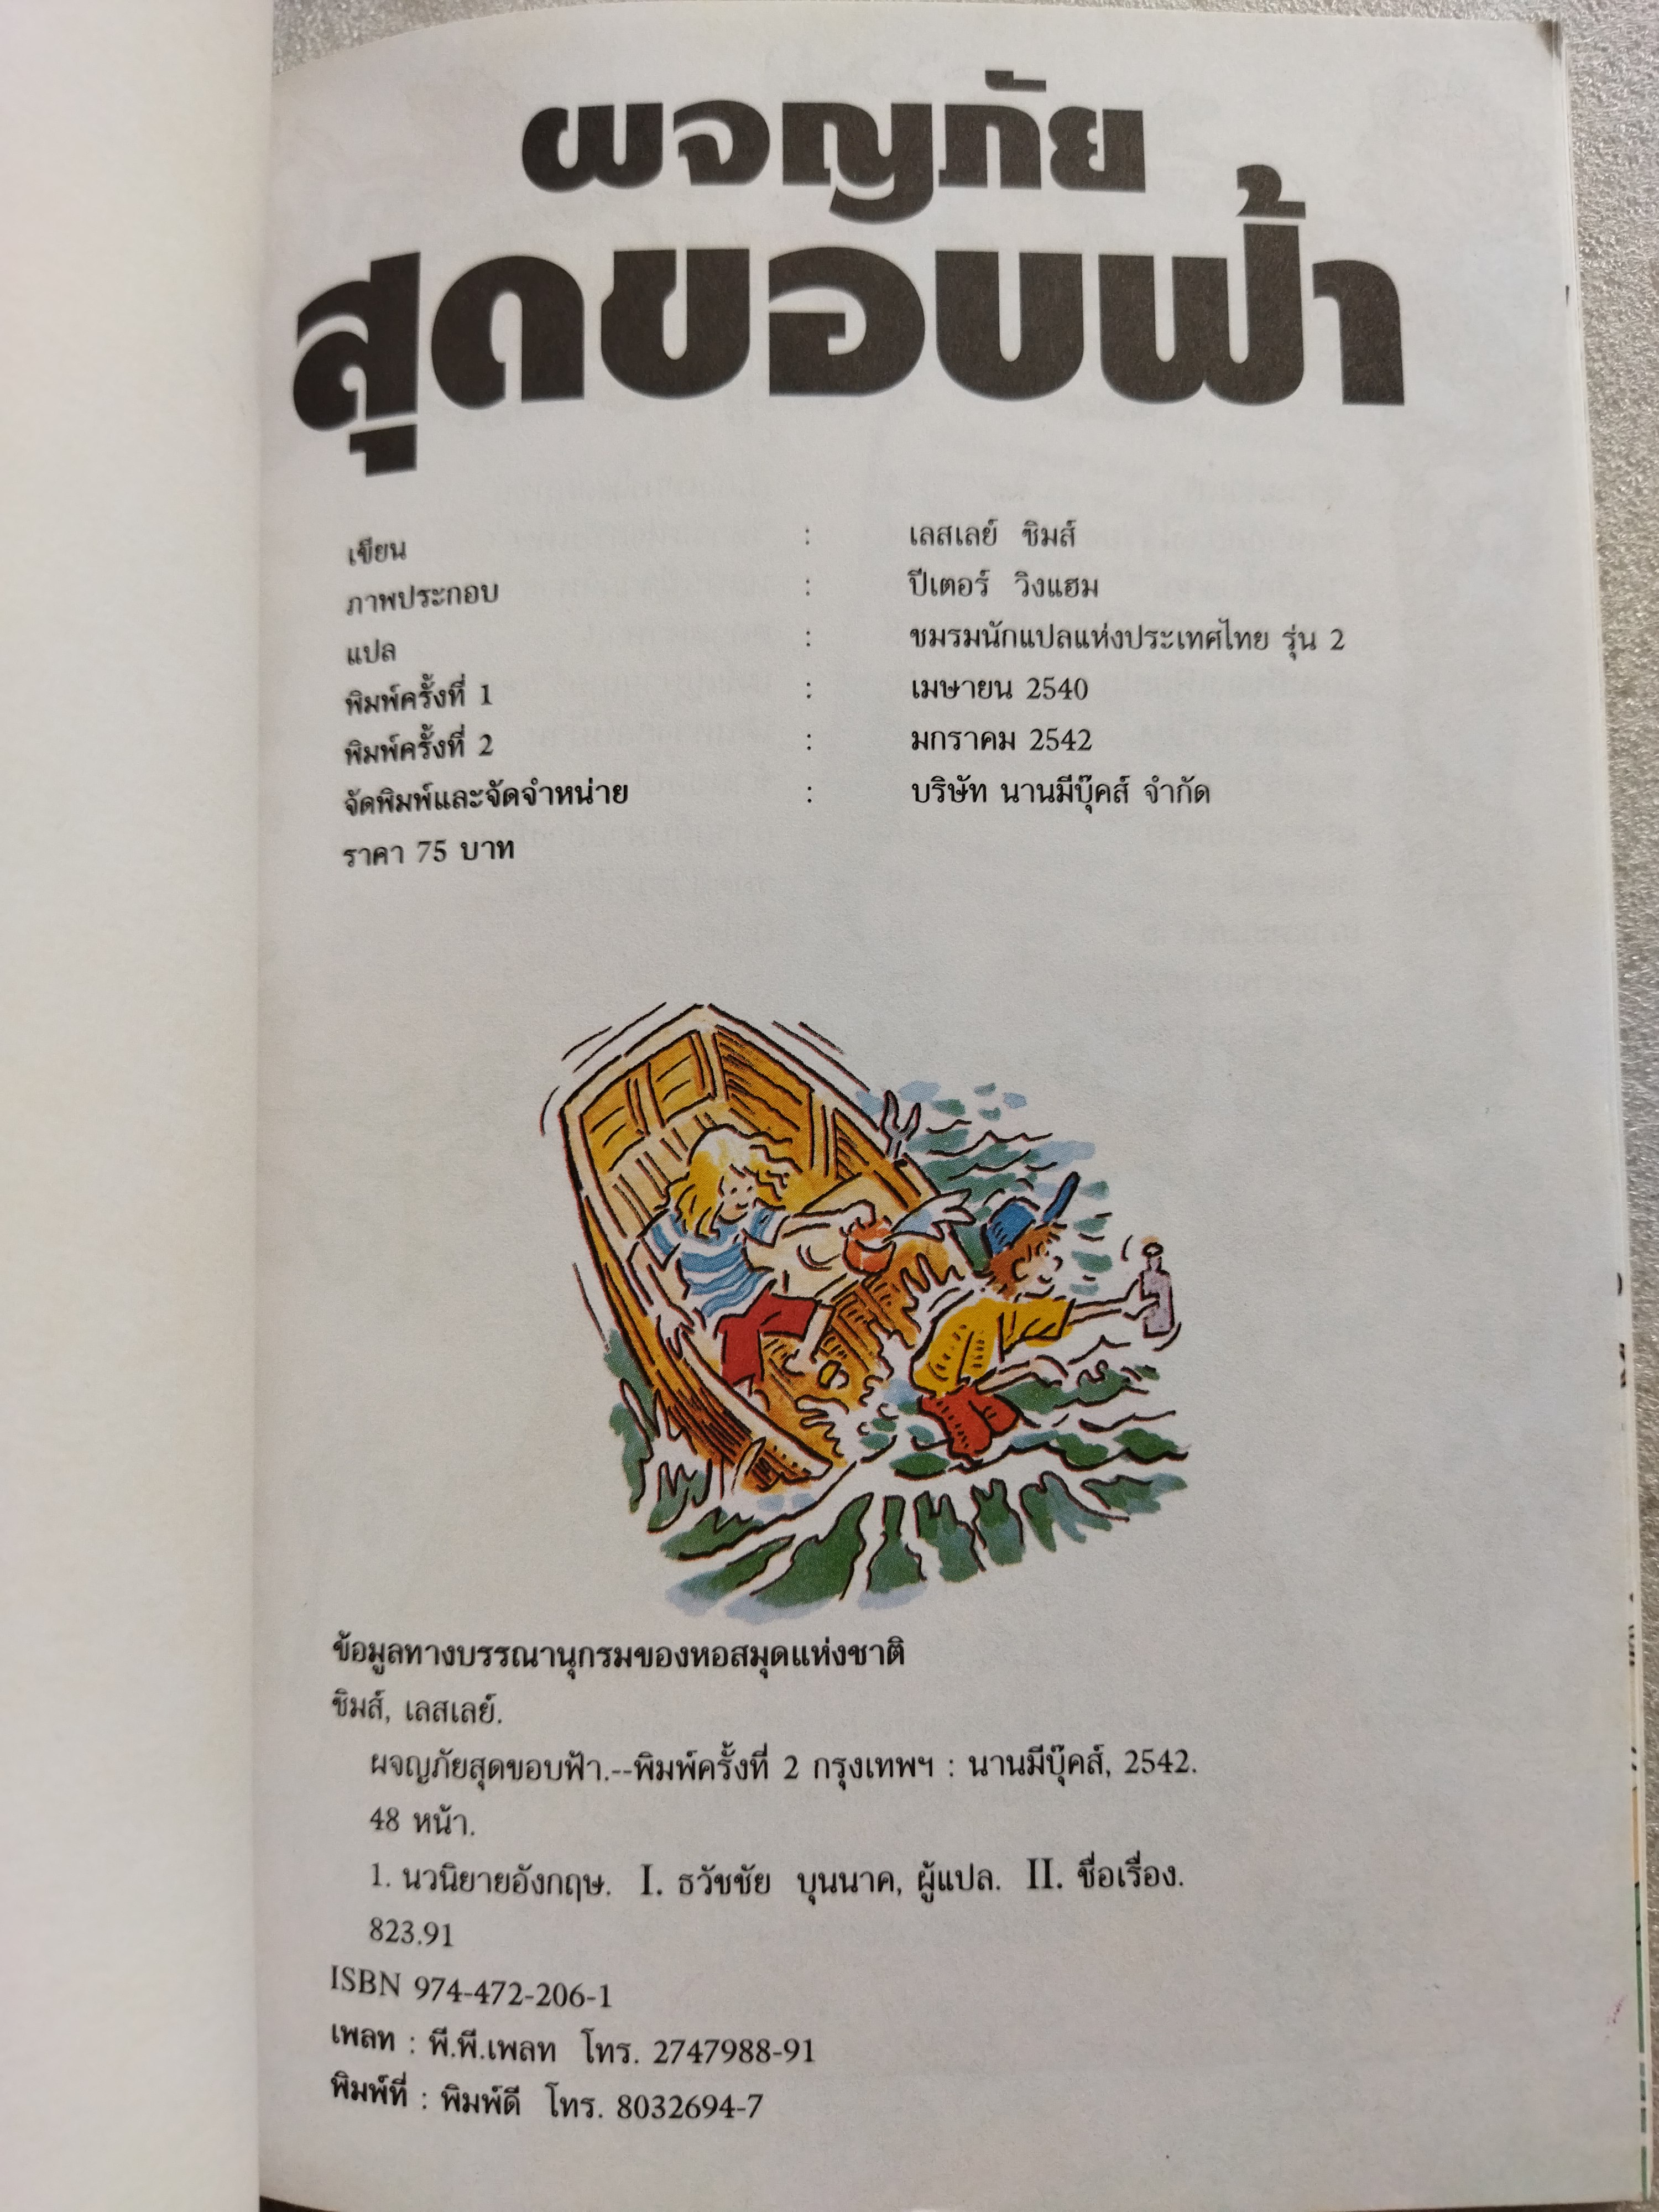 ผจญภัย
สุดขอบฟ้า
เขียน : เลสเลย์ ซิมส์
ภาพประกอบ : ปีเตอร์ วิงแฮม
แปล : ชมรมนักแปลแห่งประเทศไทย รุ่น 2
พิมพ์ครั้งที่ 1 : เมษายน 2540
พิมพ์ครั้งที่ 2 : มกราคม 2542
จัดพิมพ์และจัดจำหน่าย : บริษัท นานมีบุ๊คส์ จำกัด
ราคา 75 บาท
ข้อมูลทางบรรณานุกรมของหอสมุดแห่งชาติ
ซิมส์, เลสเลย์.
ผจญภัยสุดขอบฟ้า.--พิมพ์ครั้งที่ 2 กรุงเทพฯ : นานมีบุ๊คส์, 2542.
48 หน้า.
1. นวนิยายอังกฤษ. I. ธวัชชัย บุนนาค, ผู้แปล. II. ชื่อเรื่อง.
823.91
ISBN 974-472-206-1
เพลท : พี.พี.เพลท โทร. 2747988-91
พิมพ์ที่ : พิมพ์ดี โทร. 8032694-7